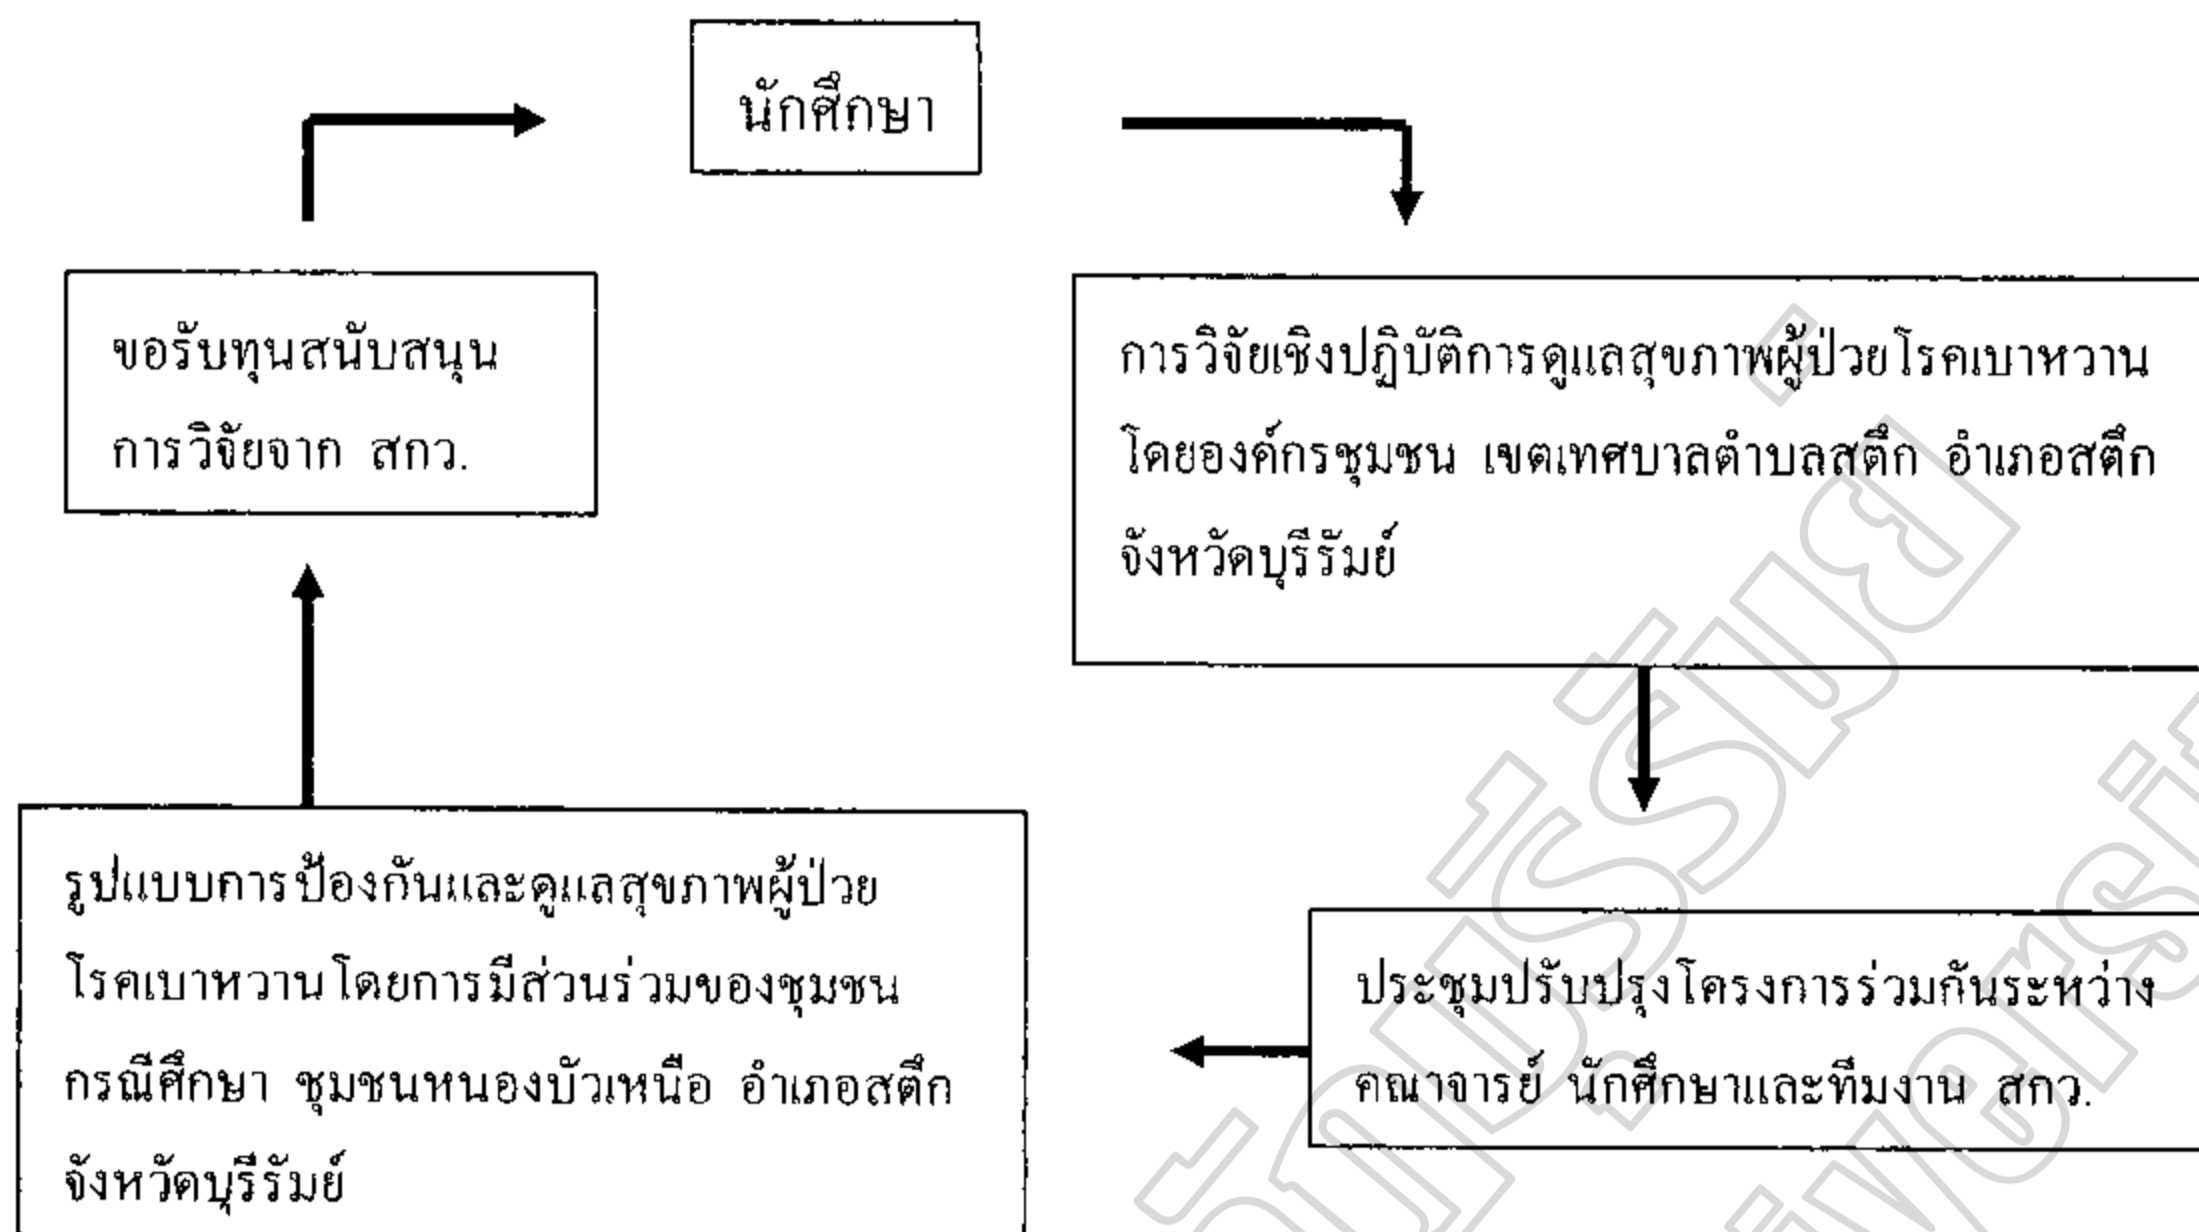 นักศึกษา
ขอรับทุนสนับสนุน
การวิจัยจาก สกว.
การวิจัยเชิงปฏิบัติการดูแลสุขภาพผู้ป่วยโรคเบาหวาน
โดยองค์กรชุมชน เขตเทศบาลตำบลสตึก อำเภอสตึก
จังหวัดบุรีรัมย์
รูปแบบการป้องกันและดูแลสุขภาพผู้ป่วย
โรคเบาหวานโดยการมีส่วนร่วมของชุมชน
กรณีศึกษา ชุมชนหนองบัวเหนือ อำเภอสตึก
จังหวัดบุรีรัมย์
ประชุมปรับปรุงโครงการร่วมกันระหว่าง
คณาจารย์ นักศึกษาและทีมงาน สกว.